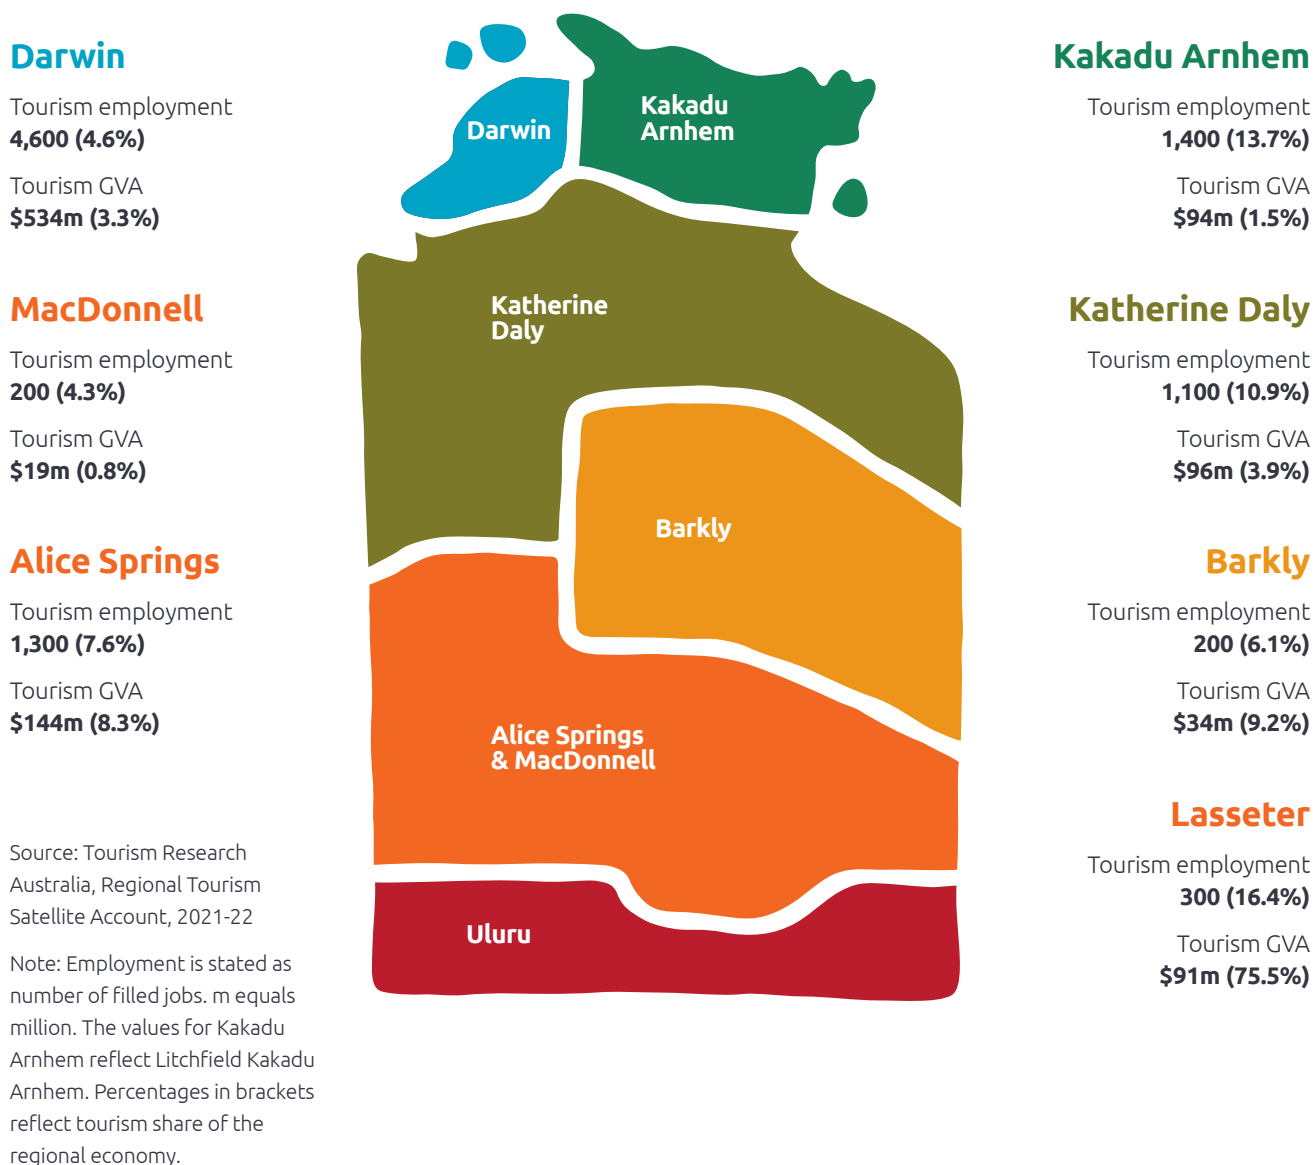 Darwin
Tourism employment
4,600 (4.6%)
Tourism GVA
$534m (3.3%)
MacDonnell
Tourism employment
200 (4.3%)
Tourism GVA
$19m (0.8%)
Alice Springs
Tourism employment
1,300 (7.6%)
Tourism GVA
$144m (8.3%)
Source: Tourism Research
Australia, Regional Tourism
Satellite Account, 2021-22
Note: Employment is stated as
number of filled jobs. m equals
million. The values for Kakadu
Arnhem reflect Litchfield Kakadu
Arnhem. Percentages in brackets
reflect tourism share of the
regional economy.
Darwin
Kakadu
Arnhem
Katherine
Daly
Barkly
Alice Springs
& MacDonnell
Uluru
Kakadu Arnhem
Tourism employment
1,400 (13.7%)
Tourism GVA
$94m (1.5%)
Katherine Daly
Tourism employment
1,100 (10.9%)
Tourism GVA
$96m (3.9%)
Barkly
Tourism employment
200 (6.1%)
Tourism GVA
$34m (9.2%)
Lasseter
Tourism employment
300 (16.4%)
Tourism GVA
$91m (75.5%)